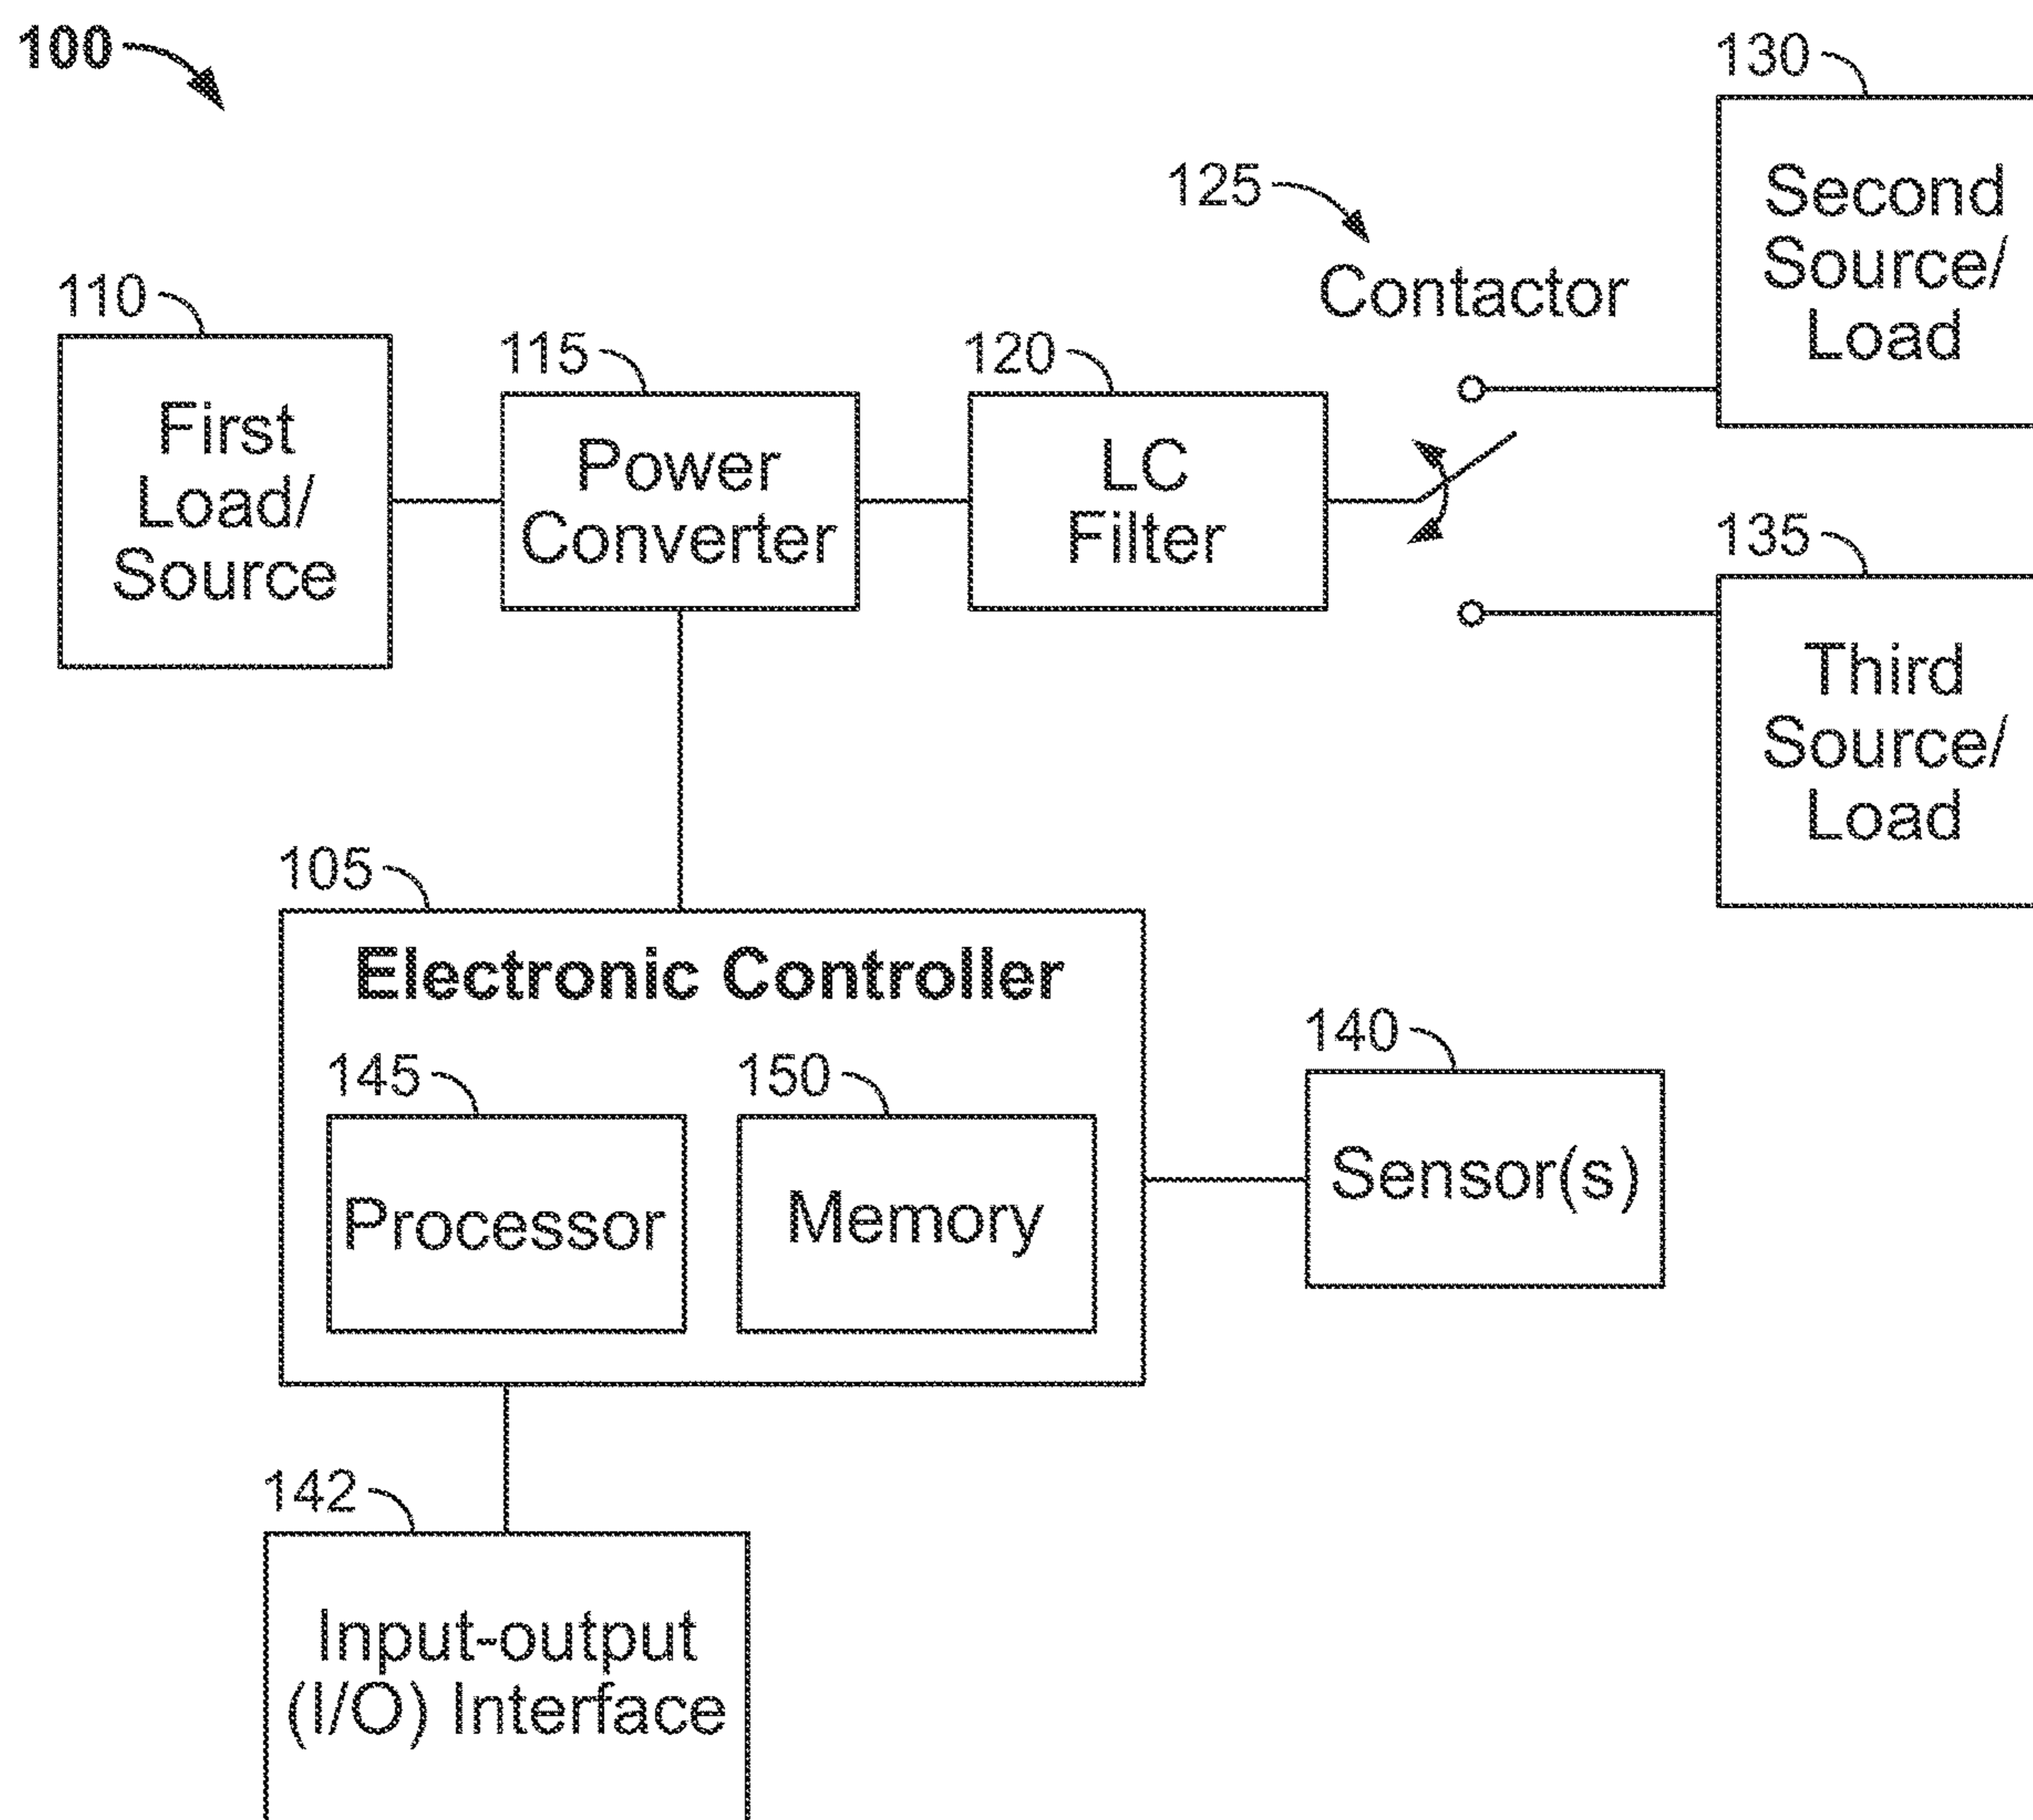 100
130
Second
Source/
Load
125
Contactor
110
First
Load/
Source
115
Power
Converter
120
LC
Filter
135
Third
Source/
Load
105
Electronic Controller
145
Processor
150
Memory
140
Sensor(s)
142
Input-output
(I/O) Interface